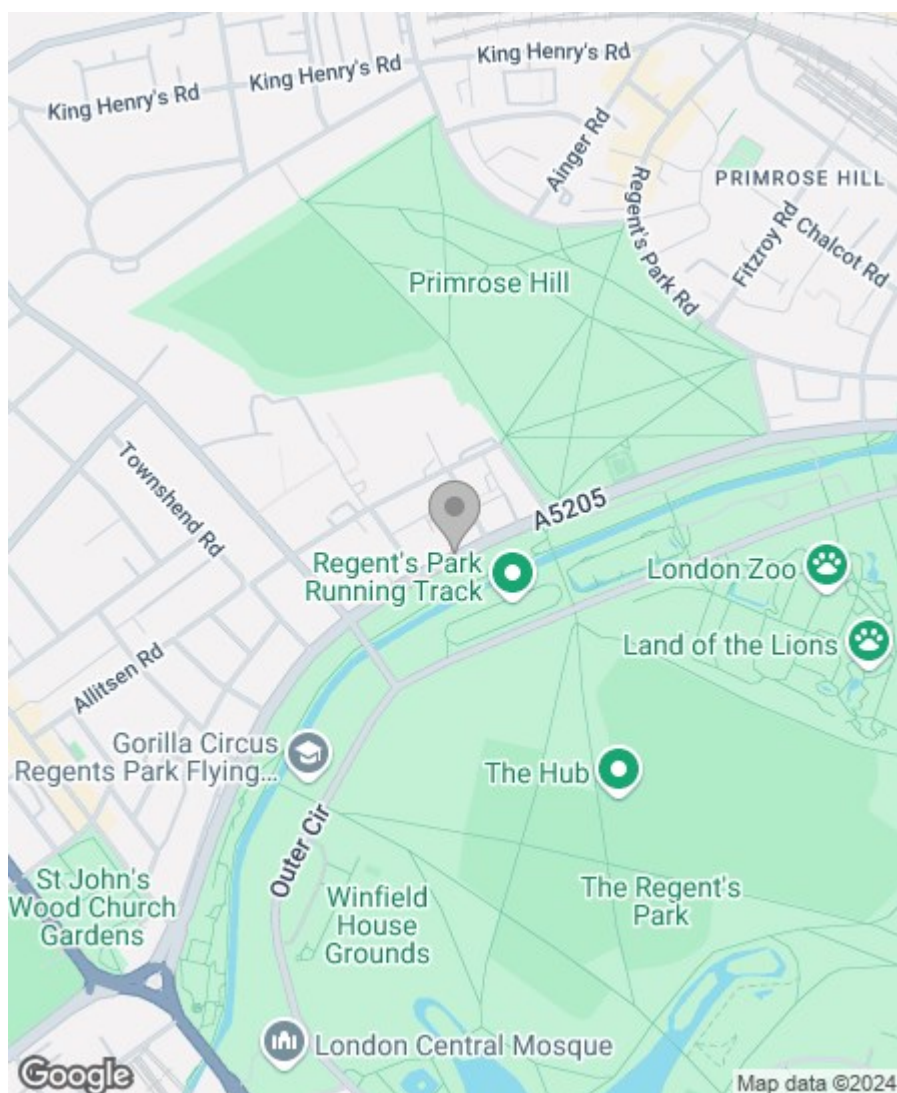 King Henry's Rd
King Henry's Rd
King Henry's Rd
Ainger Rd
Regent's Park Rd
PRIMROSE HILL
Fitzroy Rd
Chalcot Rd
Primrose Hill
Townshend Rd
A5205
Regent's Park
Running Track
London Zoo
Land of the Lions
Allitsen Rd
Gorilla Circus
Regents Park Flying...
The Hub
Outer Cir
St John's
Wood Church
Gardens
Winfield
House
Grounds
The Regent's
Park
London Central Mosque
Google
Map data ©2024